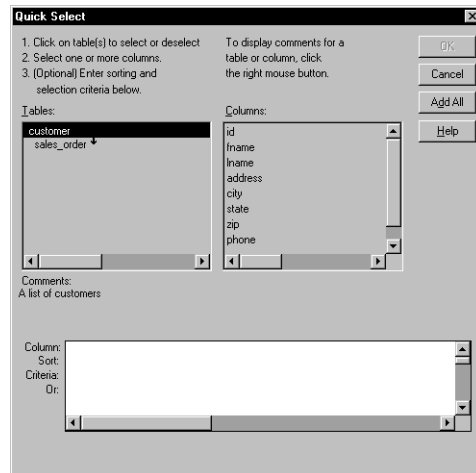 Quick Select
1. Click on table(s) to select or deselect
2. Select one or more columns.
3. (Optional) Enter sorting and
selection criteria below.
To display comments for a
table or column, click
the right mouse button.
OK
Cancel
Add All
Help
Tables:
customer
sales_order
Columns:
id
fname
lname
address
city
state
zip
phone
Comments:
A list of customers
Column:
Sort:
Criteria:
Or: